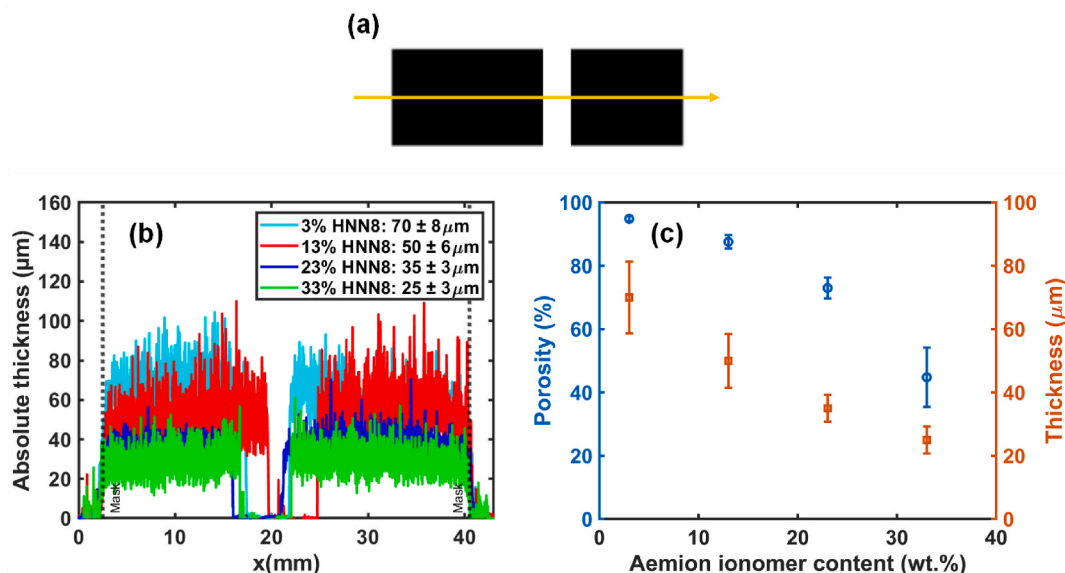 (a)
(b)
160
140
120
100
80
60
40
20
0
Absolute thickness (µm)
3% HNN8: 70 ± 8µm
13% HNN8: 50 ± 6µm
23% HNN8: 35 ± 3µm
33% HNN8: 25 ± 3µm
Mask
Mask
0 10 20 30 40
x(mm)
(c)
100
80
60
40
20
0
Porosity (%)
100
80
60
40
20
0
Thickness (µm)
0 10 20 30 40
Aemion ionomer content (wt.%)